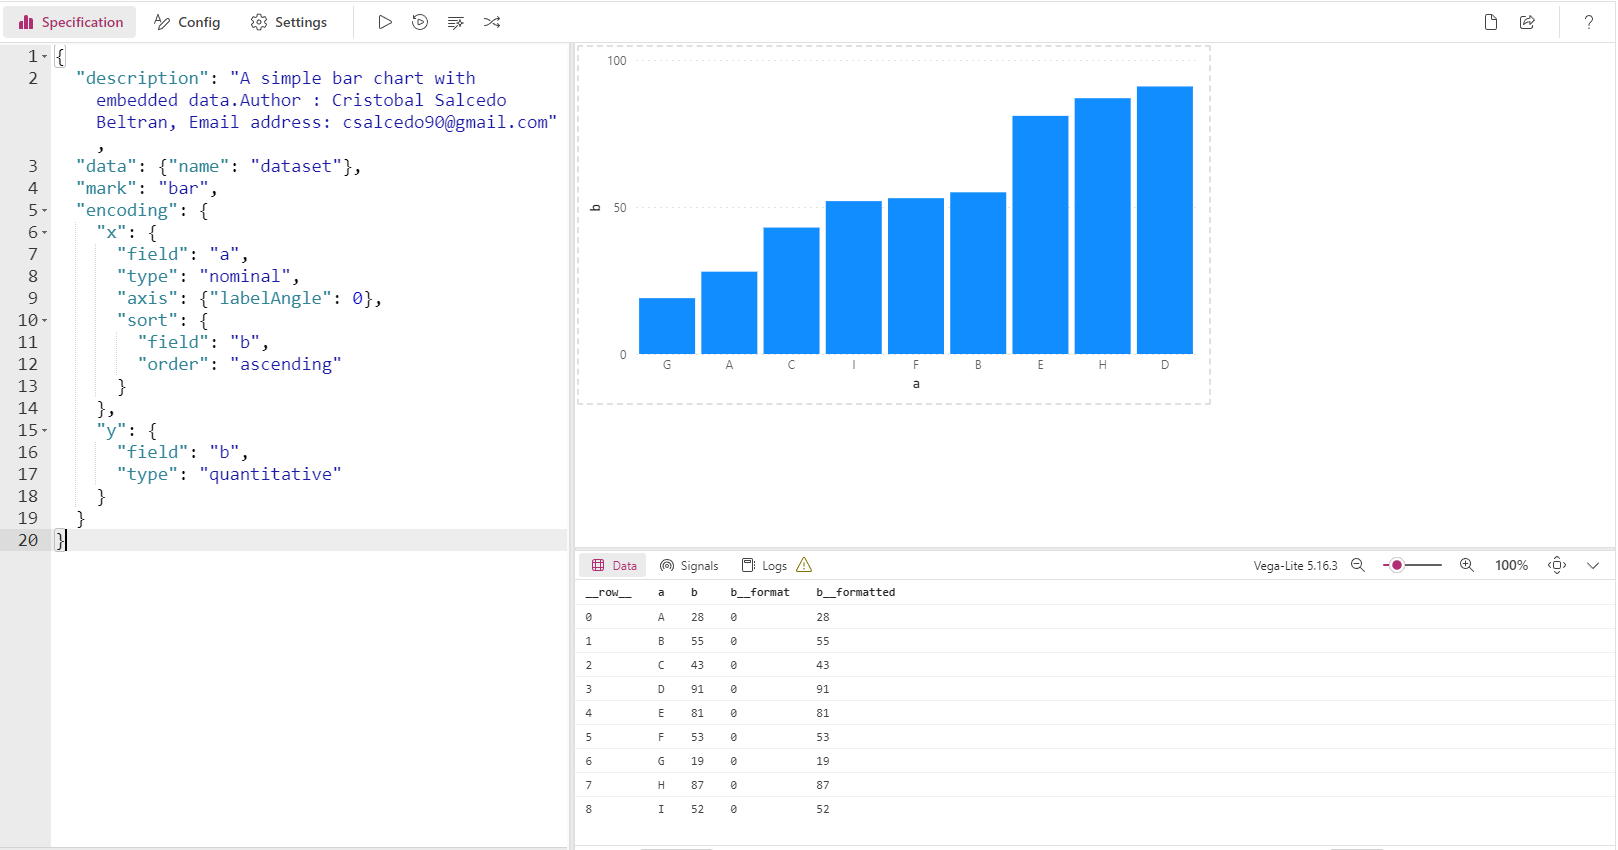 Specification Config Settings ?
1 {
2 "description": "A simple bar chart with
embedded data.Author : Cristobal Salcedo
Beltran, Email address: csalcedo90@gmail.com"
,
3 "data": {"name": "dataset"},
4 "mark": "bar",
5 "encoding": {
6 "x": {
7 "field": "a",
8 "type": "nominal",
9 "axis": {"labelAngle": 0},
10 "sort": {
11 "field": "b",
12 "order": "ascending"
13 }
14 },
15 "y": {
16 "field": "b",
17 "type": "quantitative"
18 }
19 }
20 }
100
50
0
b
G A C I F B E H D
a
Data Signals Logs Vega-Lite 5.16.3 100%
__row__ a b b__format b__formatted
0 A 28 0 28
1 B 55 0 55
2 C 43 0 43
3 D 91 0 91
4 E 81 0 81
5 F 53 0 53
6 G 19 0 19
7 H 87 0 87
8 I 52 0 52